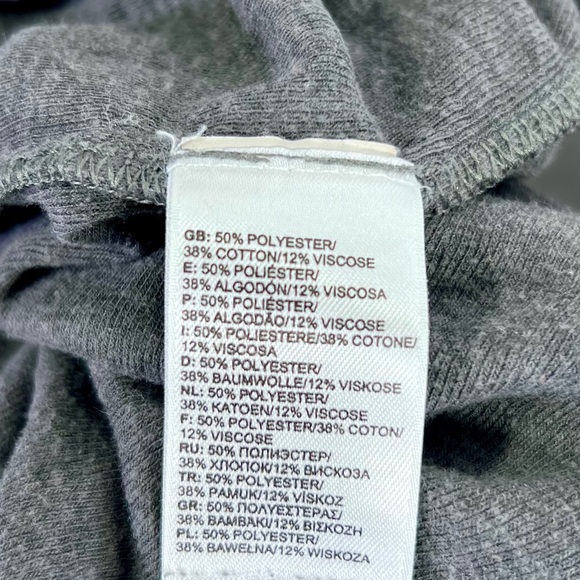 GB: 50% POLYESTER/
38% COTTON/12% VISCOSE
E: 50% POLIÉSTER/
38% ALGODÓN/12% VISCOSA
P: 50% POLIÉSTER/
38% ALGODÃO/12% VISCOSE
I: 50% POLIESTERE/38% COTONE/
12% VISCOSA
D: 50% POLYESTER/
38% BAUMWOLLE/12% VISKOSE
NL: 50% POLYESTER/
38% KATOEN/12% VISCOSE
F: 50% POLYESTER/38% COTON/
12% VISCOSE
RU: 50% ПОЛИЭСТЕР/
38% ХЛОПОК/12% ВИСКОЗА
TR: 50% POLYESTER/
38% PAMUK/12% VİSKOZ
GR: 50% ΠΟΛΥΕΣΤΕΡΑΣ/
38% ΒΑΜΒΑΚΙ/12% ΒΙΣΚΟΖΗ
PL: 50% POLYESTER/
38% BAWEŁNA/12% WISKOZA